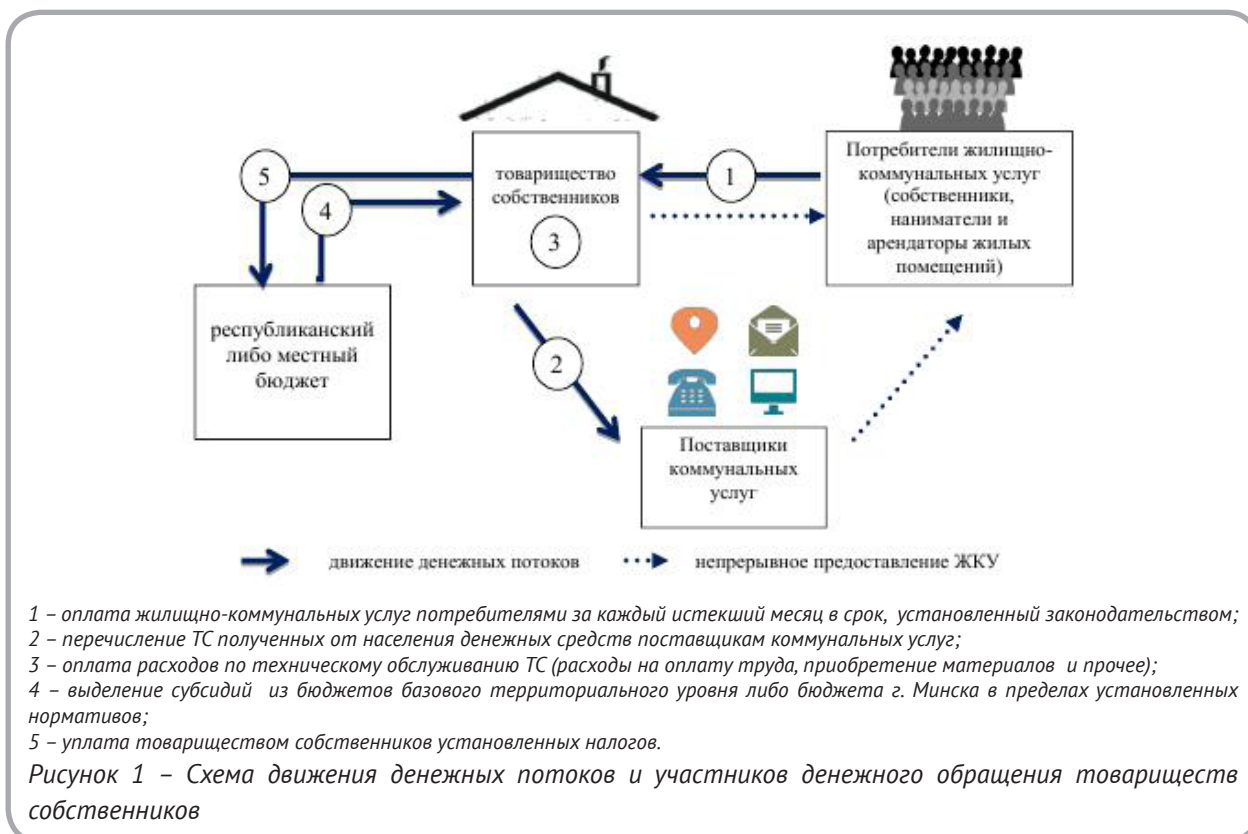 товарищество
собственников
3
1
Потребители жилищно-
коммунальных услуг
(собственники,
наниматели и
арендаторы жилых
помещений)
5
4
республиканский
либо местный
бюджет
2
Поставщики
коммунальных
услуг
движение денежных потоков
непрерывное предоставление ЖКУ
1 – оплата жилищно-коммунальных услуг потребителями за каждый истекший месяц в срок, установленный законодательством;
2 – перечисление ТС полученных от населения денежных средств поставщикам коммунальных услуг;
3 – оплата расходов по техническому обслуживанию ТС (расходы на оплату труда, приобретение материалов и прочее);
4 – выделение субсидий из бюджетов базового территориального уровня либо бюджета г. Минска в пределах установленных
нормативов;
5 – уплата товариществом собственников установленных налогов.
Рисунок 1 – Схема движения денежных потоков и участников денежного обращения товариществ
собственников